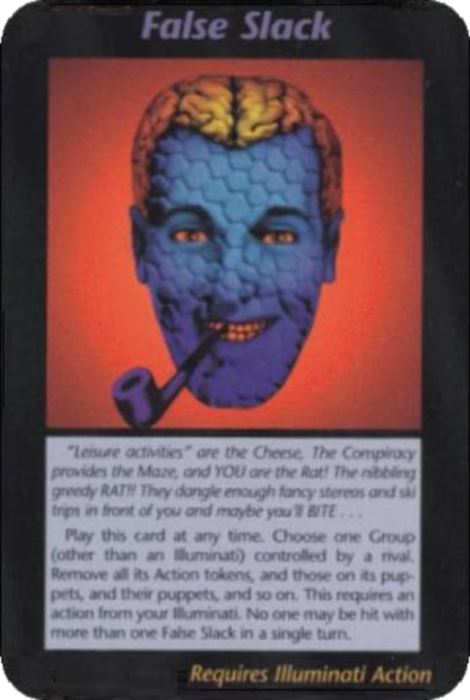 False Slack
"Leisure activities" are the Cheese, The Conspiracy
provides the Maze, and YOU are the Rat! The nibbling
greedy RAT!! They dangle enough fancy stereos and ski
trips in front of you and maybe you'll BITE . . .
Play this card at any time. Choose one Group
(other than an Illuminati) controlled by a rival.
Remove all its Action tokens, and those on its pup-
pets, and their puppets, and so on. This requires an
action from your Illuminati. No one may be hit with
more than one False Slack in a single turn.
Requires Illuminati Action